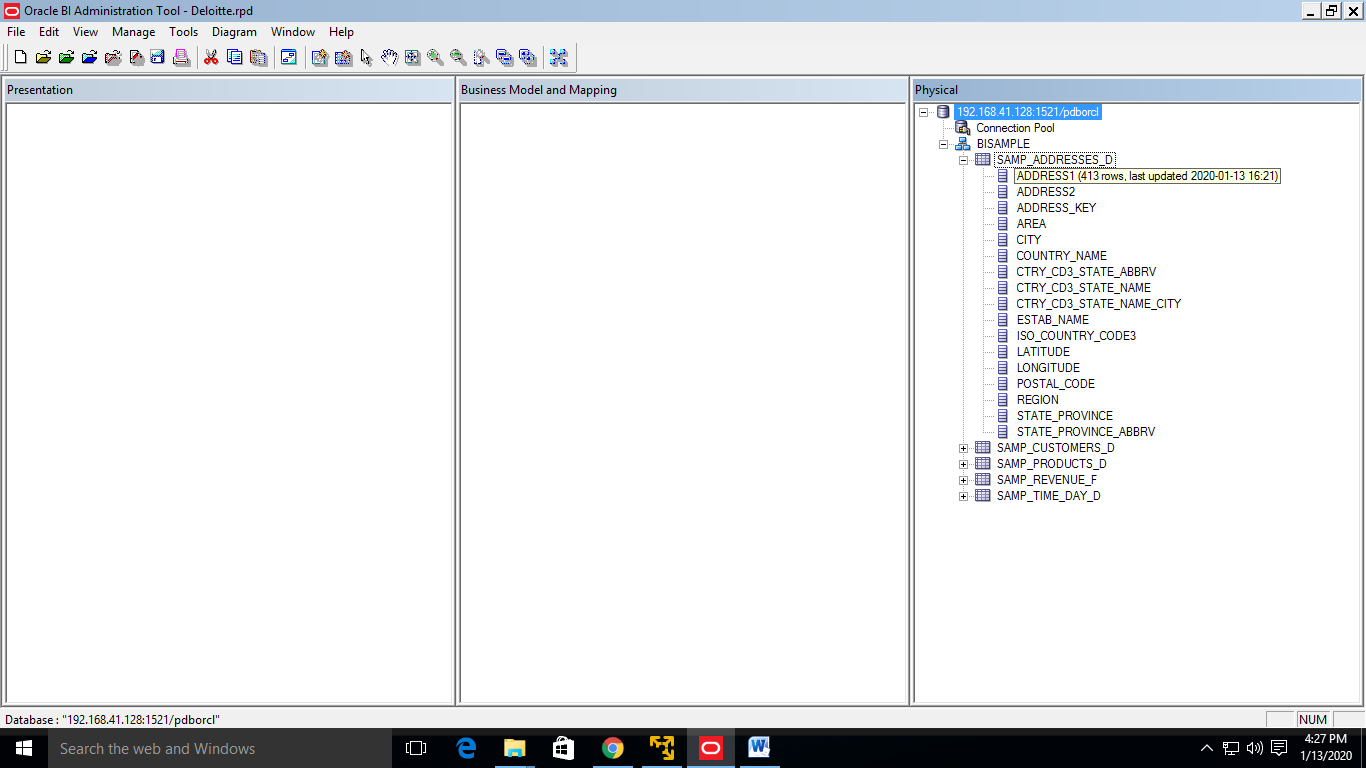 Oracle BI Administration Tool - Deloitte.rpd
File Edit View Manage Tools Diagram Window Help
Presentation
Business Model and Mapping
Physical
192.168.41.128:1521/pdborcl
Connection Pool
BISAMPLE
SAMP_ADDRESSES_D
ADDRESS1 (413 rows, last updated 2020-01-13 16:21)
ADDRESS2
ADDRESS_KEY
AREA
CITY
COUNTRY_NAME
CTRY_CD3_STATE_ABBRV
CTRY_CD3_STATE_NAME
CTRY_CD3_STATE_NAME_CITY
ESTAB_NAME
ISO_COUNTRY_CODE3
LATITUDE
LONGITUDE
POSTAL_CODE
REGION
STATE_PROVINCE
STATE_PROVINCE_ABBRV
SAMP_CUSTOMERS_D
SAMP_PRODUCTS_D
SAMP_REVENUE_F
SAMP_TIME_DAY_D
Database : "192.168.41.128:1521/pdborcl"
NUM
Search the web and Windows
4:27 PM
1/13/2020